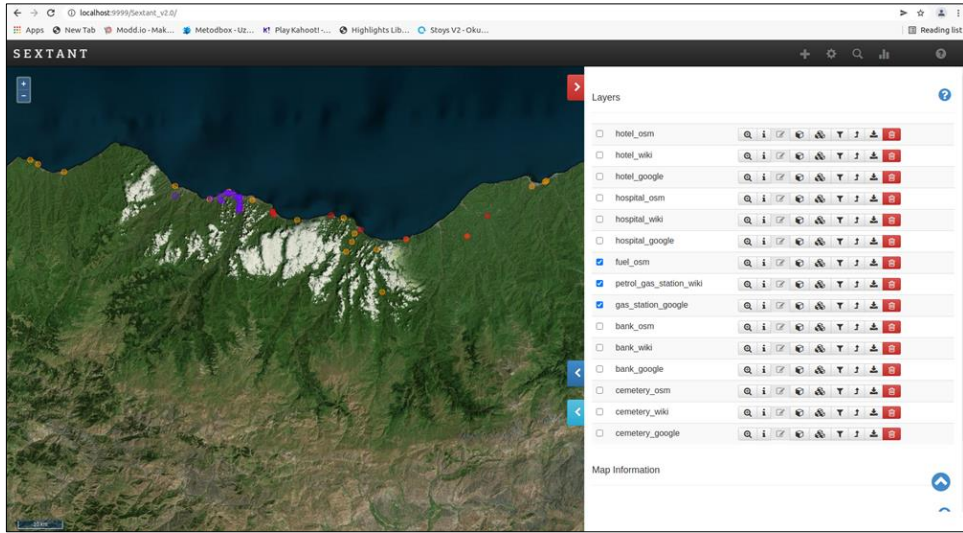 localhost:9999/Sextant_v2.0/
Apps New Tab Modd.io - Mak... Metodbox - Uz... Play Kahoot! -... Highlights Lib... Stoys V2 - Oku... Reading list
SEXTANT
Layers
hotel_osm
hotel_wiki
hotel_google
hospital_osm
hospital_wiki
hospital_google
fuel_osm
petrol_gas_station_wiki
gas_station_google
bank_osm
bank_wiki
bank_google
cemetery_osm
cemetery_wiki
cemetery_google
Map Information